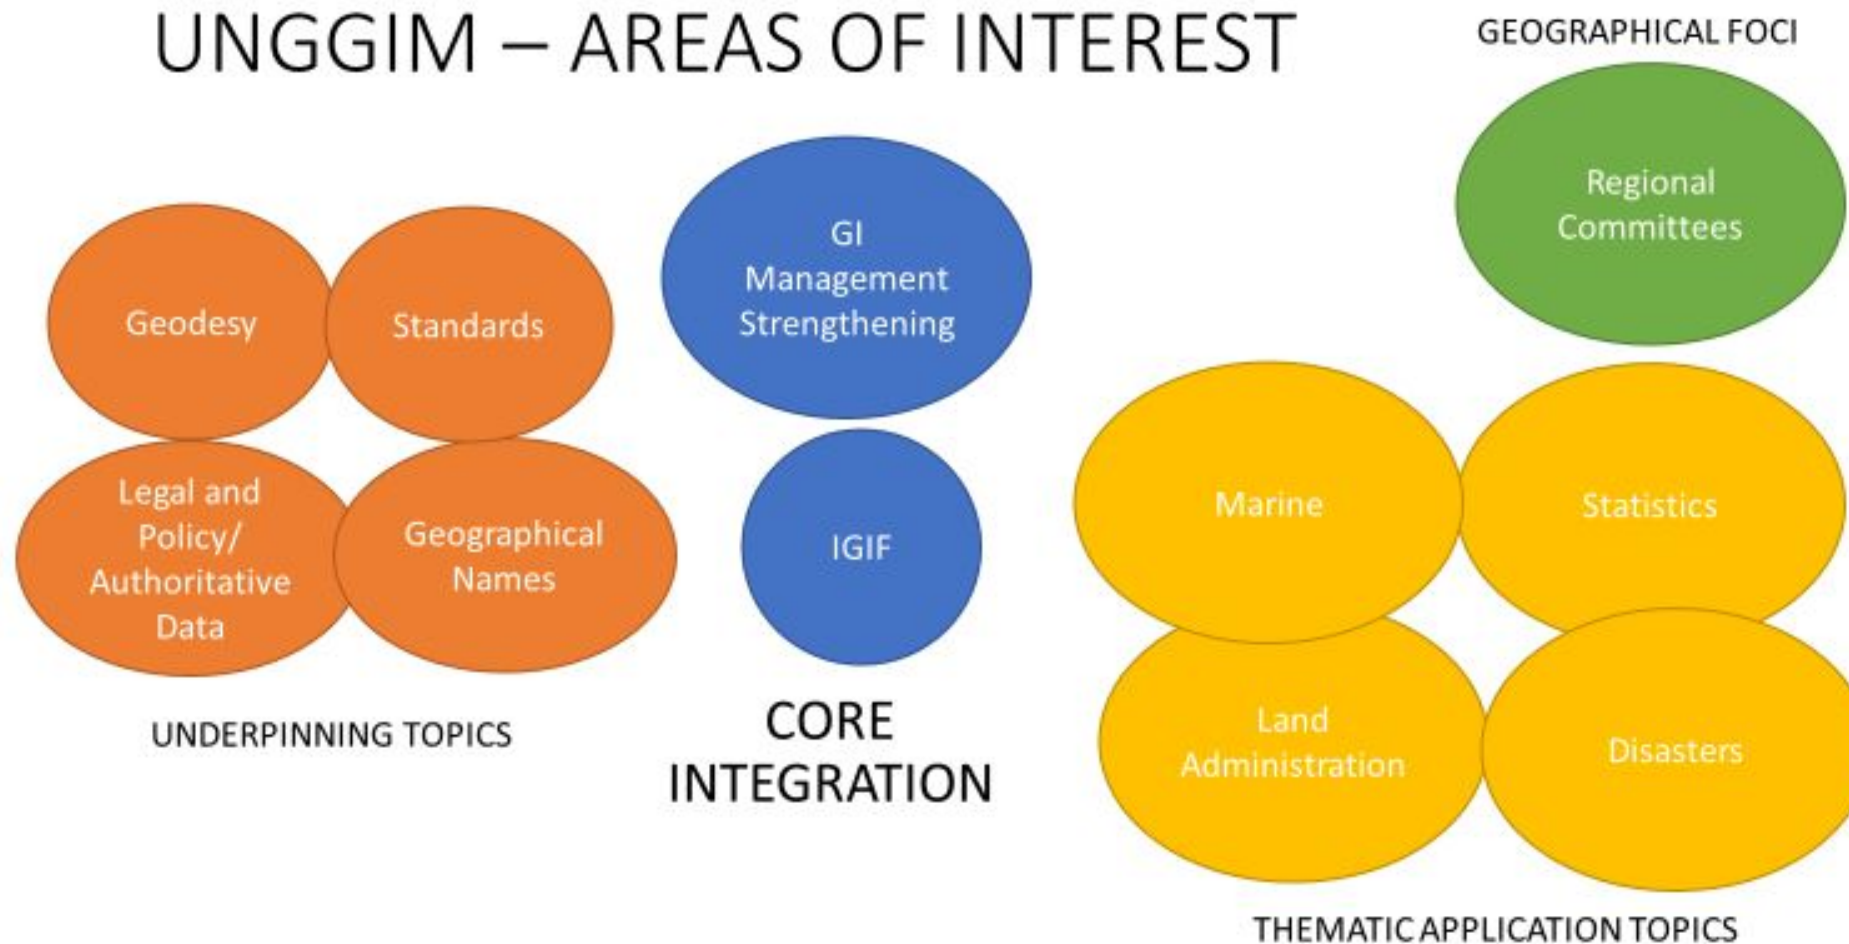 UNGGIM – AREAS OF INTEREST
GEOGRAPHICAL FOCI
Regional
Committees
GI
Management
Strengthening
Geodesy
Standards
Legal and
Policy/
Authoritative
Data
Geographical
Names
IGIF
Marine
Statistics
Land
Administration
Disasters
UNDERPINNING TOPICS
CORE
INTEGRATION
THEMATIC APPLICATION TOPICS